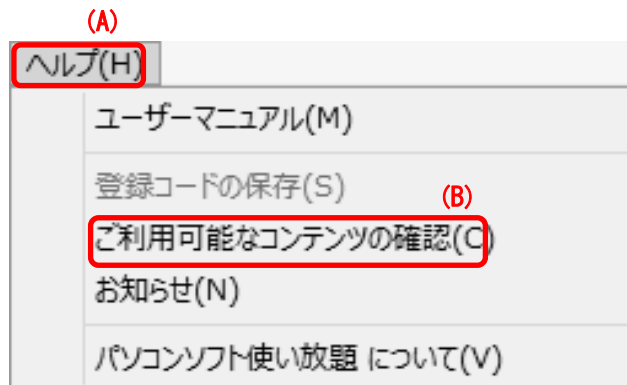 (A)
ヘルプ(H)
ユーザーマニュアル(M)
登録コードの保存(S)
(B)
ご利用可能なコンテンツの確認(C)
お知らせ(N)
パソコンソフト使い放題 について(V)